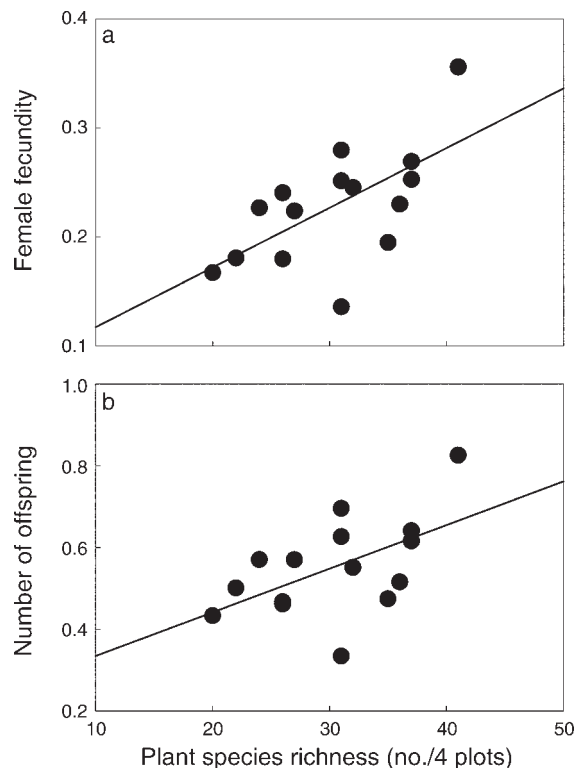 a
0.4
0.3
0.2
0.1
Female fecundity
b
1.0
0.8
0.6
0.4
0.2
Number of offspring
10 20 30 40 50
Plant species richness (no./4 plots)